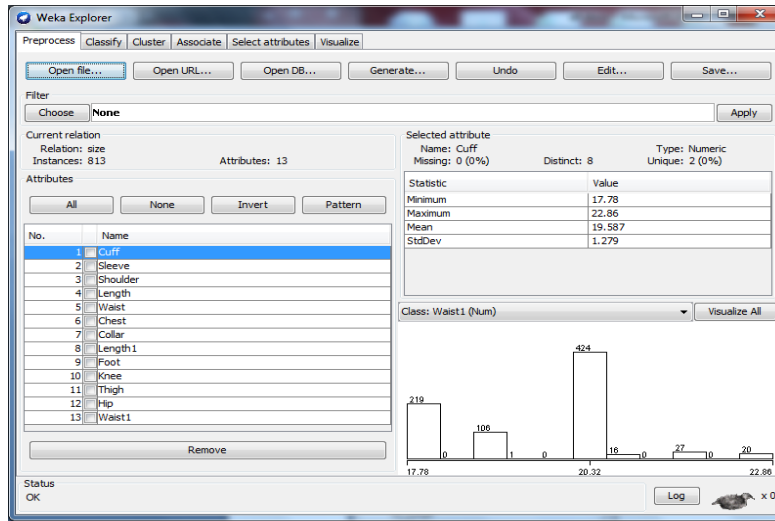 Weka Explorer
Preprocess Classify Cluster Associate Select attributes Visualize
Open file... Open URL... Open DB... Generate... Undo Edit... Save...
Filter
Choose None Apply
Current relation
Relation: size
Instances: 813 Attributes: 13
Attributes
All None Invert Pattern
No. Name
1 Cuff
2 Sleeve
3 Shoulder
4 Length
5 Waist
6 Chest
7 Collar
8 Length1
9 Foot
10 Knee
11 Thigh
12 Hip
13 Waist1
Remove
Selected attribute
Name: Cuff Type: Numeric
Missing: 0 (0%) Distinct: 8 Unique: 2 (0%)
Statistic Value
Minimum 17.78
Maximum 22.86
Mean 19.587
StdDev 1.279
Class: Waist1 (Num) Visualize All
424
219
106
0 1 0 0 16 0 27 0 20
17.78 20.32 22.86
Status
OK
Log x 0